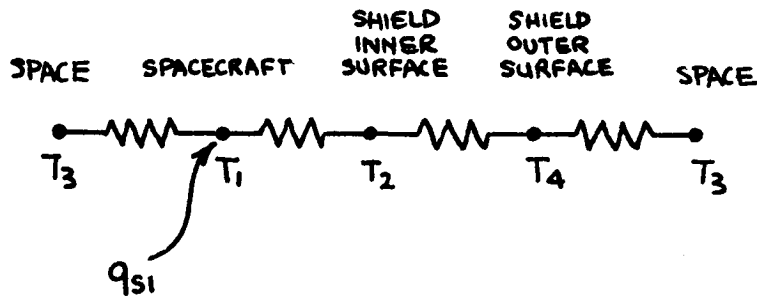 SPACE
SPACECRAFT
SHIELD
INNER
SURFACE
SHIELD
OUTER
SURFACE
SPACE
T3
T1
T2
T4
T3
qS1